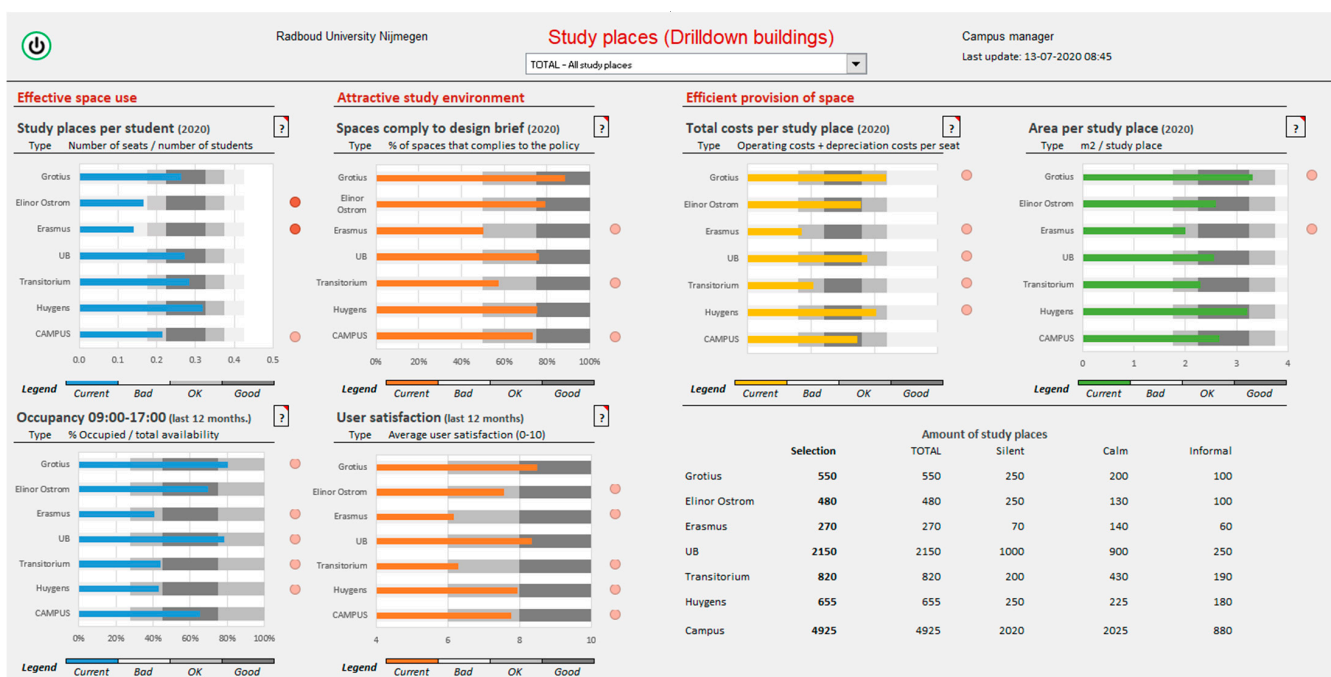 Radboud University Nijmegen
Study places (Drilldown buildings)
TOTAL - All study places
Campus manager
Last update: 13-07-2020 08:45
Effective space use
Attractive study environment
Efficient provision of space
Study places per student (2020)
?
Type Number of seats / number of students
Grotius
Elinor Ostrom
Erasmus
UB
Transitorium
Huygens
CAMPUS
0.0 0.1 0.2 0.3 0.4 0.5
Legend Current Bad OK Good
Spaces comply to design brief (2020)
?
Type % of spaces that complies to the policy
Grotius
Elinor
Ostrom
Erasmus
UB
Transitorium
Huygens
CAMPUS
0% 20% 40% 60% 80% 100%
Legend Current Bad OK Good
Total costs per study place (2020)
?
Type Operating costs + depreciation costs per seat
Grotius
Elinor Ostrom
Erasmus
UB
Transitorium
Huygens
CAMPUS
Legend Current Bad OK Good
Area per study place (2020)
?
Type m2 / study place
Grotius
Elinor Ostrom
Erasmus
UB
Transitorium
Huygens
CAMPUS
0 1 2 3 4
Legend Current Bad OK Good
Occupancy 09:00-17:00 (last 12 months.)
?
Type % Occupied / total availability
Grotius
Elinor Ostrom
Erasmus
UB
Transitorium
Huygens
CAMPUS
0% 20% 40% 60% 80% 100%
Legend Current Bad OK Good
User satisfaction (last 12 months)
?
Type Average user satisfaction (0-10)
Grotius
Elinor Ostrom
Erasmus
UB
Transitorium
Huygens
CAMPUS
4 6 8 10
Legend Current Bad OK Good
Amount of study places
Selection TOTAL Silent Calm Informal
Grotius 550 550 250 200 100
Elinor Ostrom 480 480 250 130 100
Erasmus 270 270 70 140 60
UB 2150 2150 1000 900 250
Transitorium 820 820 200 430 190
Huygens 655 655 250 225 180
Campus 4925 4925 2020 2025 880